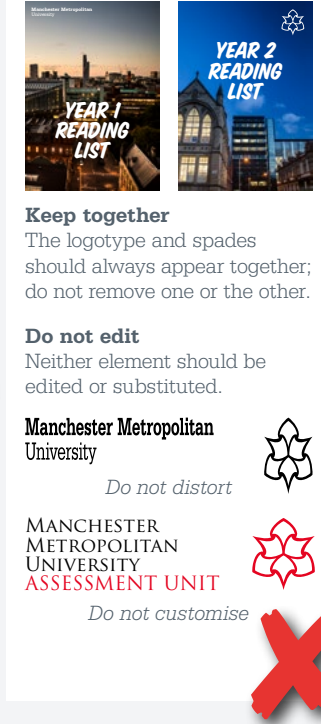 Manchester Metropolitan
University
YEAR 1
READING
LIST
YEAR 2
READING
LIST
Keep together
The logotype and spades
should always appear together;
do not remove one or the other.
Do not edit
Neither element should be
edited or substituted.
Manchester Metropolitan
University
Do not distort
MANCHESTER
METROPOLITAN
UNIVERSITY
ASSESSMENT UNIT
Do not customise